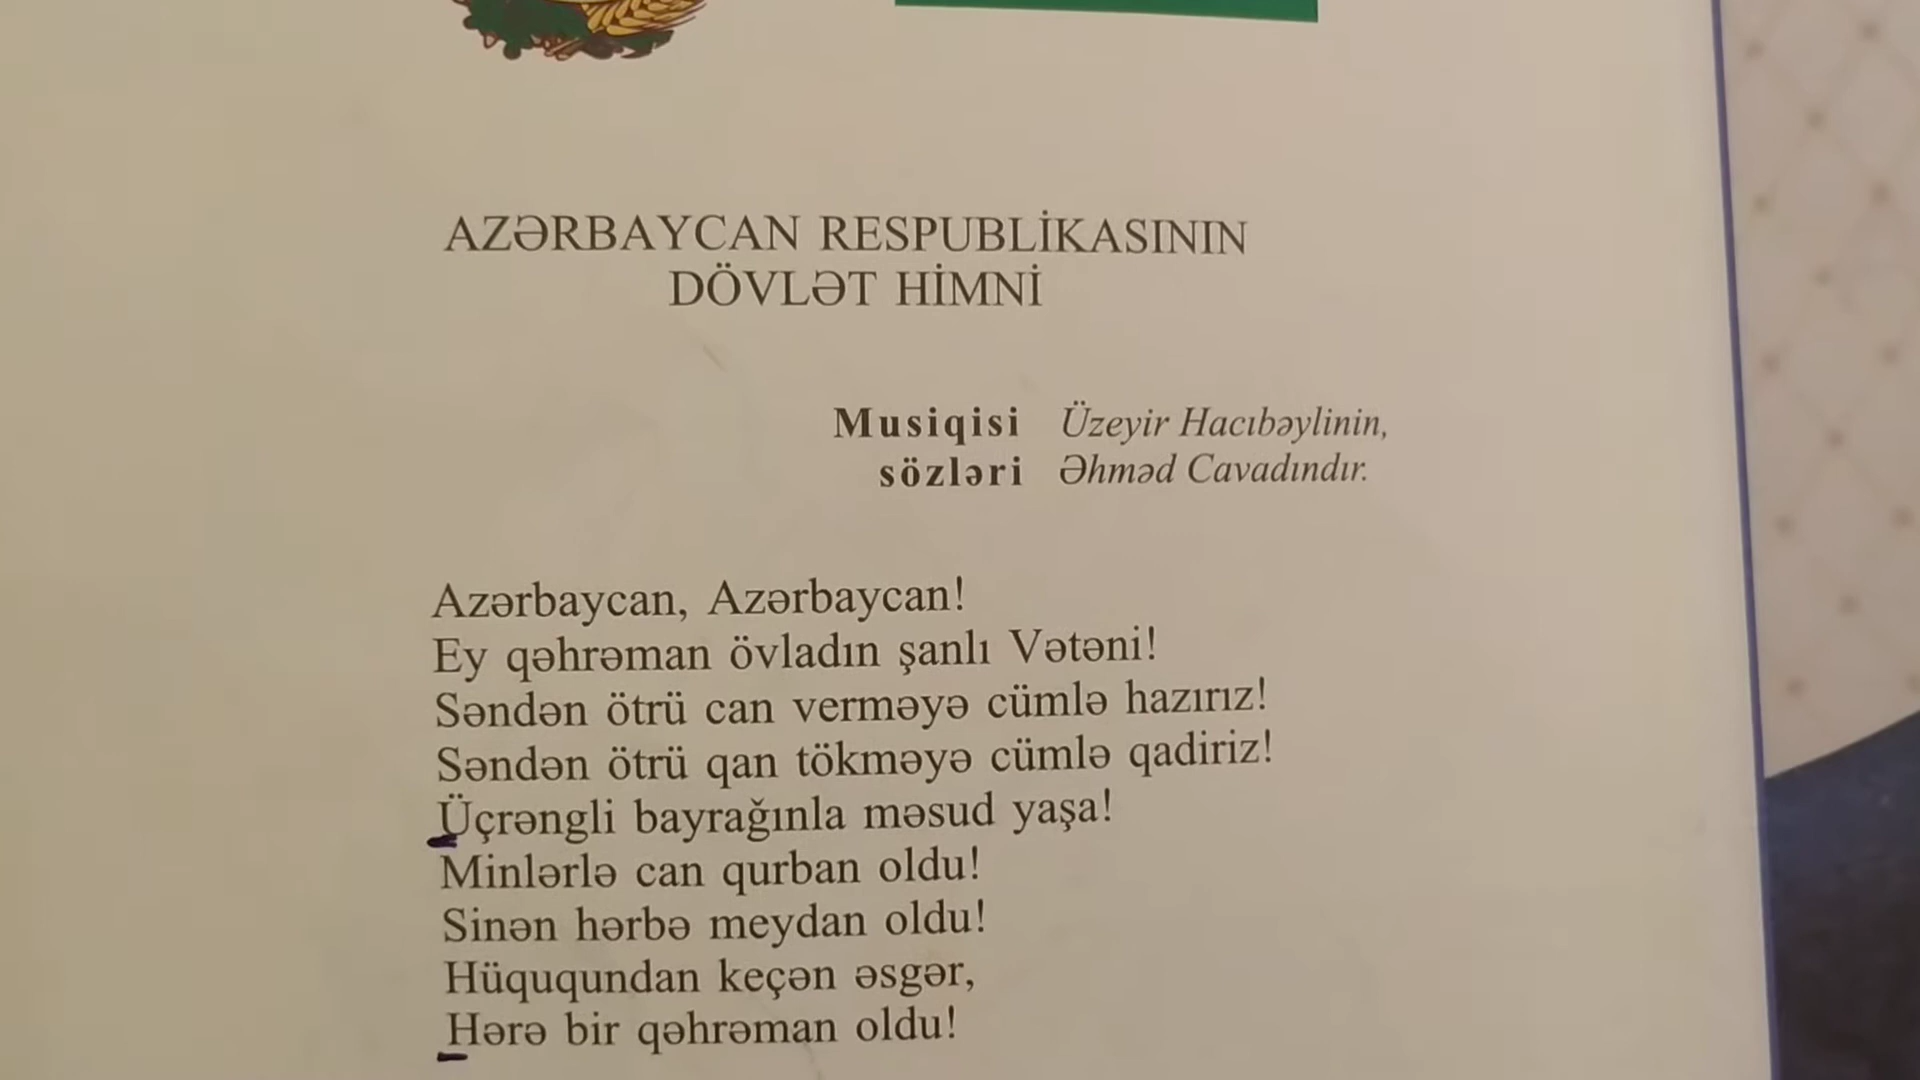 AZƏRBAYCAN RESPUBLİKASININ
DÖVLƏT HİMNİ
Musiqisi Üzeyir Hacıbəylinin,
sözləri Əhməd Cavadındır.
Azərbaycan, Azərbaycan!
Ey qəhrəman övladın şanlı Vətəni!
Səndən ötrü can verməyə cümlə hazırız!
Səndən ötrü qan tökməyə cümlə qadiriz!
Üçrəngli bayrağınla məsud yaşa!
Minlərlə can qurban oldu!
Sinən hərbə meydan oldu!
Hüququndan keçən əsgər,
Hərə bir qəhrəman oldu!